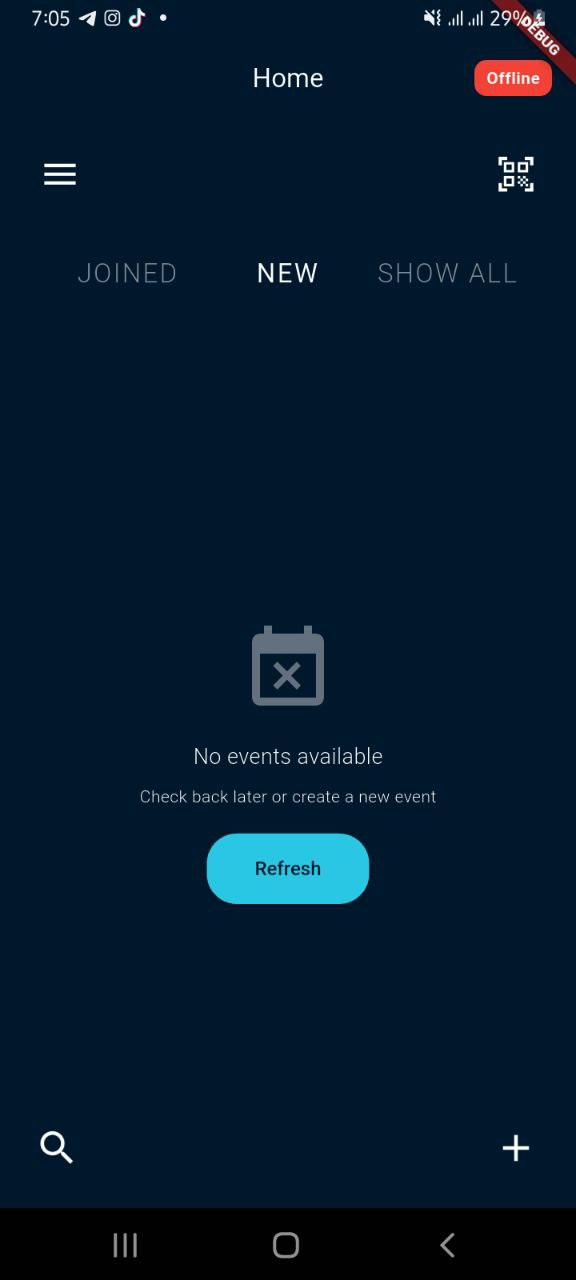 7:05
29%
DEBUG
Home
Offline
JOINED NEW SHOW ALL
No events available
Check back later or create a new event
Refresh